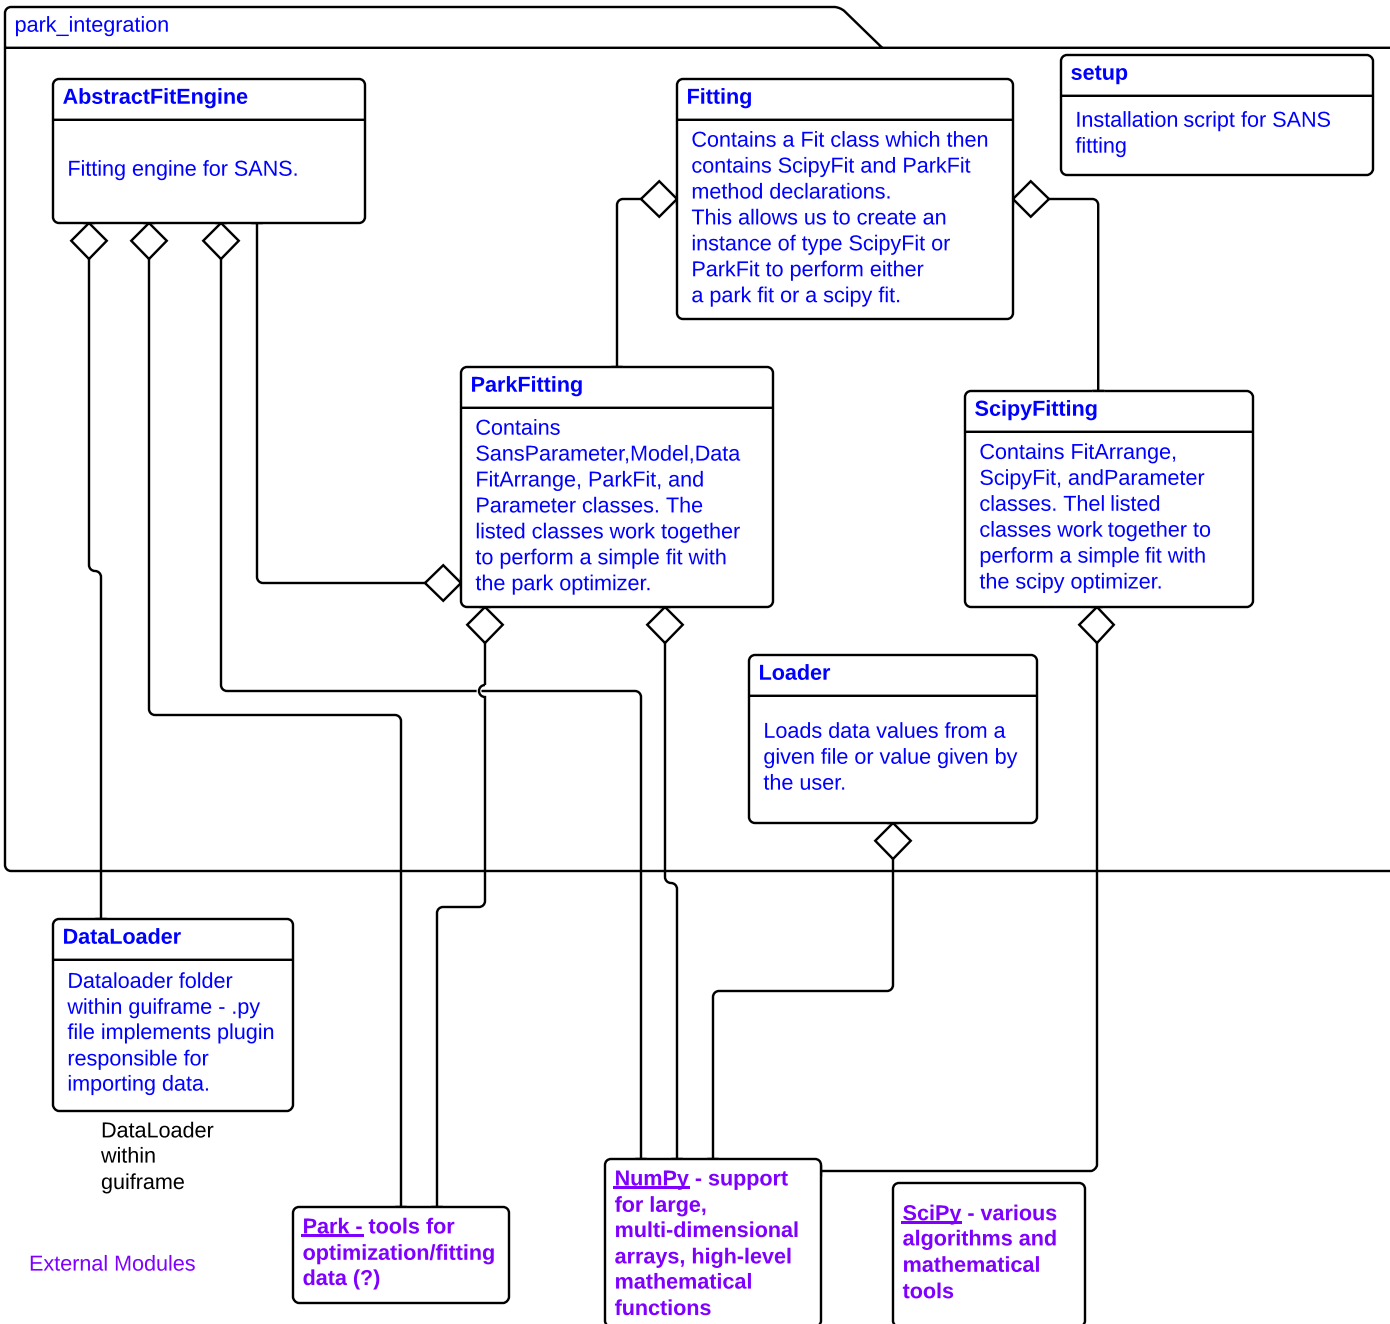 park_integration
AbstractFitEngine
Fitting engine for SANS.
Fitting
Contains a Fit class which then
contains ScipyFit and ParkFit
method declarations.
This allows us to create an
instance of type ScipyFit or
ParkFit to perform either
a park fit or a scipy fit.
setup
Installation script for SANS
fitting
ParkFitting
Contains
SansParameter,Model,Data
FitArrange, ParkFit, and
Parameter classes. The
listed classes work together
to perform a simple fit with
the park optimizer.
ScipyFitting
Contains FitArrange,
ScipyFit, andParameter
classes. Thel listed
classes work together to
perform a simple fit with
the scipy optimizer.
Loader
Loads data values from a
given file or value given by
the user.
DataLoader
Dataloader folder
within guiframe - .py
file implements plugin
responsible for
importing data.
DataLoader
within
guiframe
External Modules
Park - tools for
optimization/fitting
data (?)
NumPy - support
for large,
multi-dimensional
arrays, high-level
mathematical
functions
SciPy - various
algorithms and
mathematical
tools